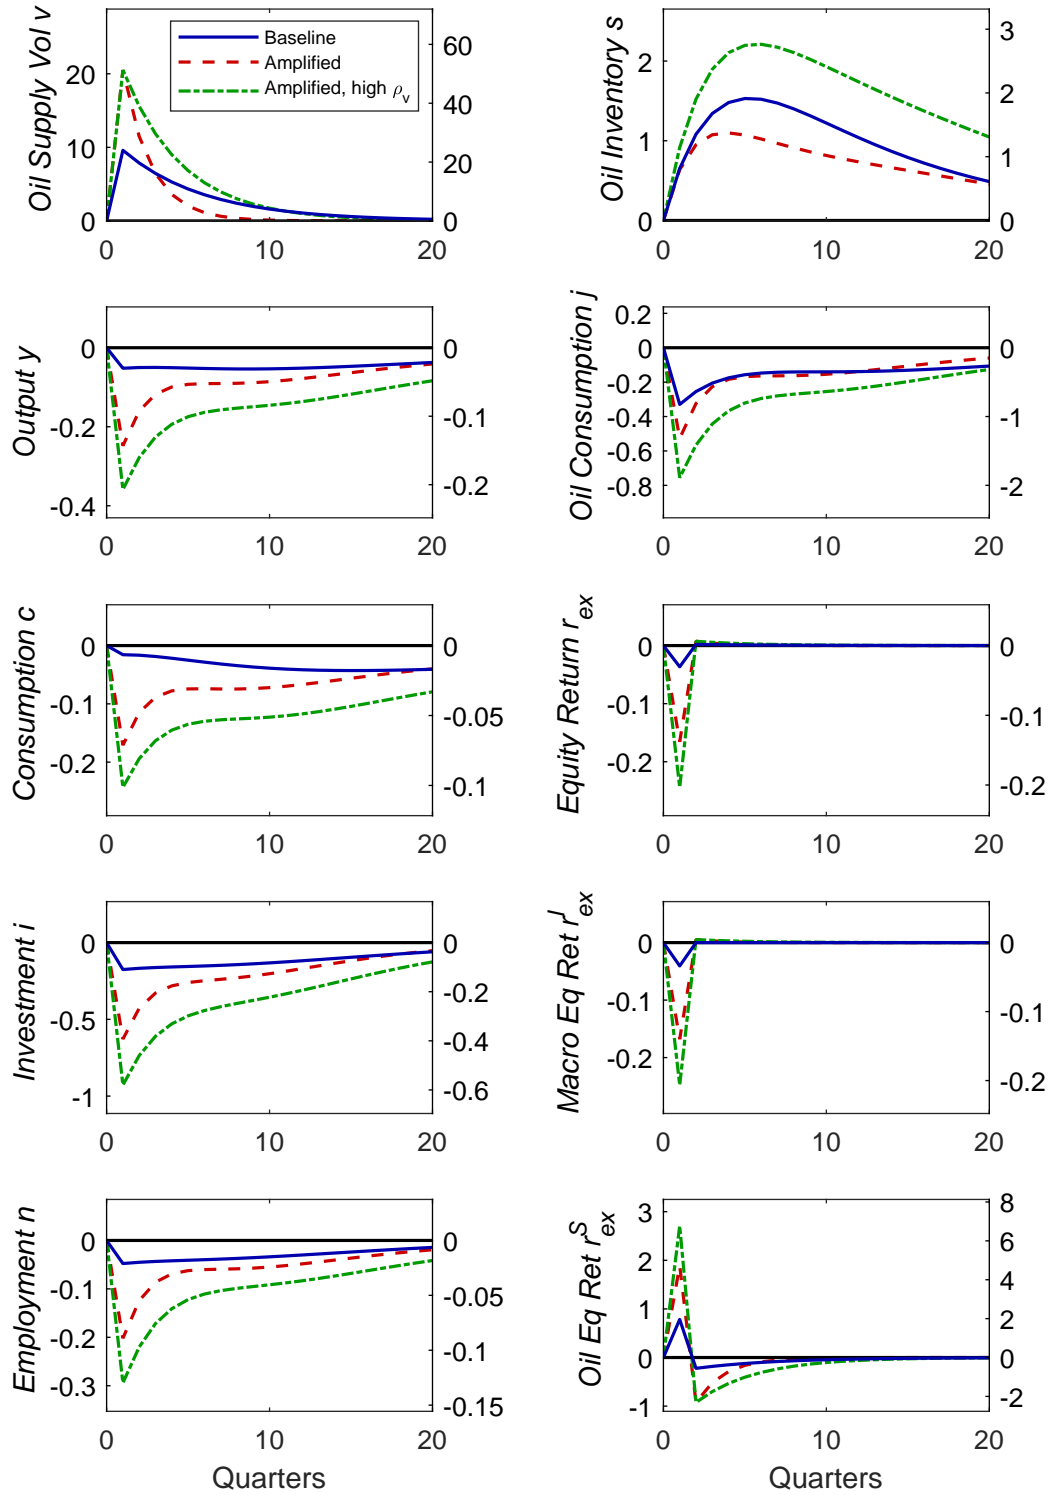 Oil Supply Vol v
20
10
0
60
40
20
0
0 10 20
Baseline
Amplified
Amplified, high ρv
Oil Inventory s
2
1
0
3
2
1
0
0 10 20
Output y
0
-0.2
-0.4
0
-0.1
-0.2
0 10 20
Oil Consumption j
0.2
0
-0.2
-0.4
-0.6
-0.8
0
-1
-2
0 10 20
Consumption c
0
-0.1
-0.2
0
-0.05
-0.1
0 10 20
Equity Return r_ex
0
-0.1
-0.2
0
-0.1
-0.2
0 10 20
Investment i
0
-0.5
-1
0
-0.2
-0.4
-0.6
0 10 20
Macro Eq Ret r^J_ex
0
-0.1
-0.2
0
-0.1
-0.2
0 10 20
Employment n
0
-0.1
-0.2
-0.3
0
-0.05
-0.1
-0.15
0 10 20
Quarters
Oil Eq Ret r^S_ex
3
2
1
0
-1
8
6
4
2
0
-2
0 10 20
Quarters